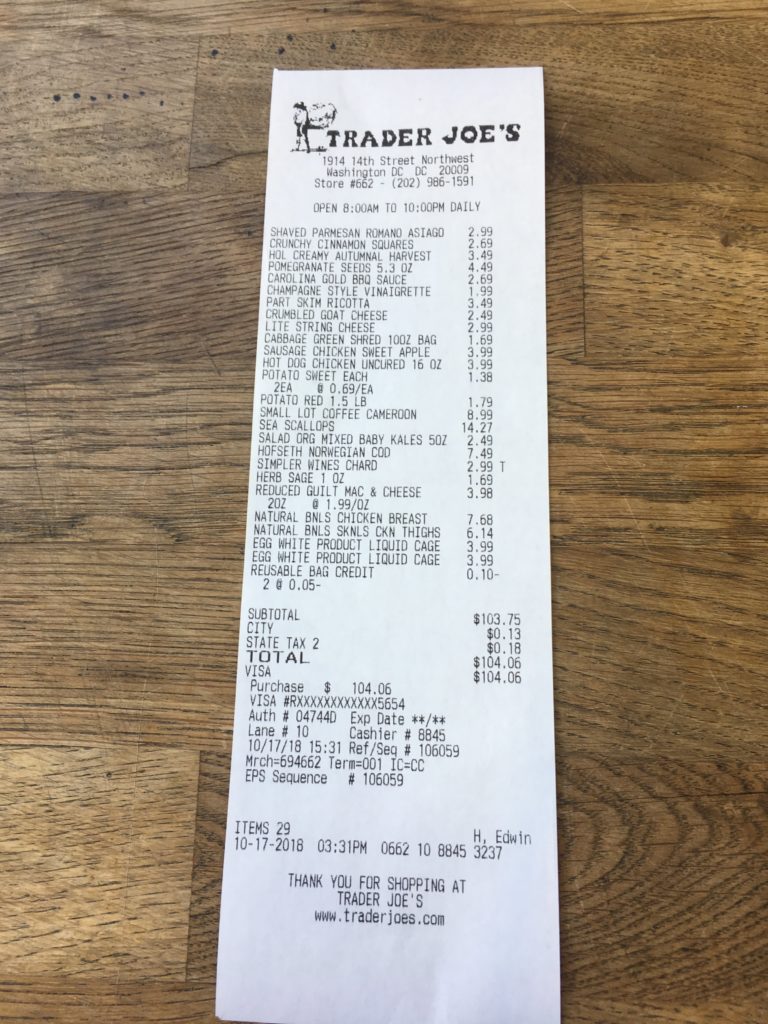 TRADER JOE'S
1914 14th Street Northwest
Washington DC DC 20009
Store #662 - (202) 986-1591
OPEN 8:00AM TO 10:00PM DAILY
SHAVED PARMESAN ROMANO ASIAGO 2.99
CRUNCHY CINNAMON SQUARES 2.69
HOL CREAMY AUTUMNAL HARVEST 3.49
POMEGRANATE SEEDS 5.3 OZ 4.49
CAROLINA GOLD BBQ SAUCE 2.69
CHAMPAGNE STYLE VINAIGRETTE 1.99
PART SKIM RICOTTA 3.49
CRUMBLED GOAT CHEESE 2.49
LITE STRING CHEESE 2.99
CABBAGE GREEN SHRED 10OZ BAG 1.69
SAUSAGE CHICKEN SWEET APPLE 3.99
HOT DOG CHICKEN UNCURED 16 OZ 3.99
POTATO SWEET EACH 1.38
2EA @ 0.69/EA
POTATO RED 1.5 LB 1.79
SMALL LOT COFFEE CAMEROON 8.99
SEA SCALLOPS 14.27
SALAD ORG MIXED BABY KALES 5OZ 2.49
HOFSETH NORWEGIAN COD 7.49
SIMPLER WINES CHARD 2.99 T
HERB SAGE 1 OZ 1.69
REDUCED GUILT MAC & CHEESE 3.98
2OZ @ 1.99/OZ
NATURAL BNLS CHICKEN BREAST 7.68
NATURAL BNLS SKNLS CKN THIGHS 6.14
EGG WHITE PRODUCT LIQUID CAGE 3.99
EGG WHITE PRODUCT LIQUID CAGE 3.99
REUSABLE BAG CREDIT 0.10-
2 @ 0.05-
SUBTOTAL $103.75
CITY $0.13
STATE TAX 2 $0.18
TOTAL $104.06
VISA $104.06
Purchase $ 104.06
VISA #RXXXXXXXXXXXX5654
Auth # 04744D Exp Date **/**
Lane # 10 Cashier # 8845
10/17/18 15:31 Ref/Seq # 106059
Mrch=694662 Term=001 IC=CC
EPS Sequence # 106059
ITEMS 29 H, Edwin
10-17-2018 03:31PM 0662 10 8845 3237
THANK YOU FOR SHOPPING AT
TRADER JOE'S
www.traderjoes.com